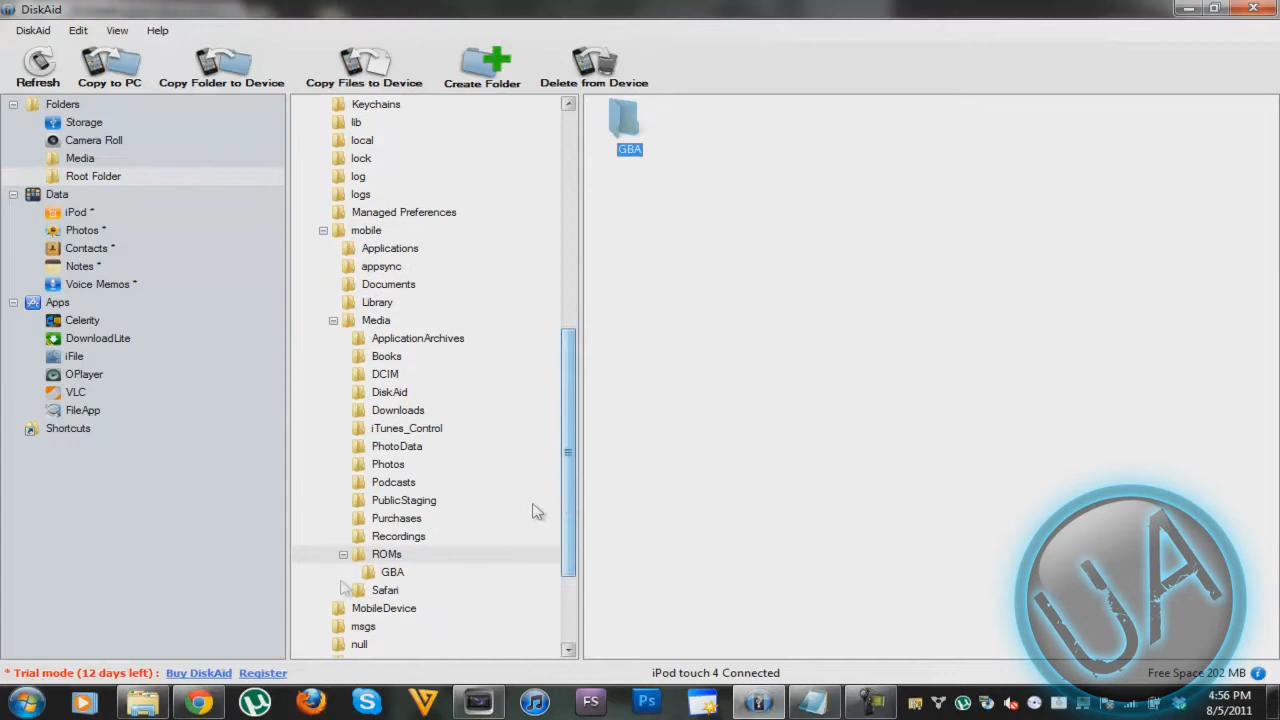 DiskAid
DiskAid Edit View Help
Refresh Copy to PC Copy Folder to Device Copy Files to Device Create Folder Delete from Device
Folders
Storage
Camera Roll
Media
Root Folder
Data
iPod *
Photos *
Contacts *
Notes *
Voice Memos *
Apps
Celerity
DownloadLite
iFile
OPlayer
VLC
FileApp
Shortcuts
Keychains
lib
local
lock
log
logs
Managed Preferences
mobile
Applications
appsync
Documents
Library
Media
ApplicationArchives
Books
DCIM
DiskAid
Downloads
iTunes_Control
PhotoData
Photos
Podcasts
PublicStaging
Purchases
Recordings
ROMs
GBA
Safari
MobileDevice
msgs
null
GBA
UA
* Trial mode (12 days left) : Buy DiskAid Register
iPod touch 4 Connected
Free Space 202 MB
FS Ps
4:56 PM
8/5/2011